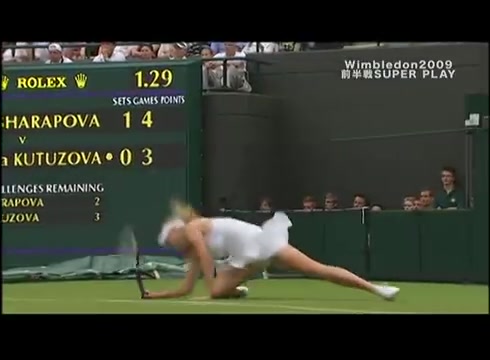 Wimbledon2009
前半戦SUPER PLAY
ROLEX 1.29
SETS GAMES POINTS
SHARAPOVA 1 4
V
a KUTUZOVA • 0 3
ALLENGES REMAINING
RAPOVA 2
UZOVA 3